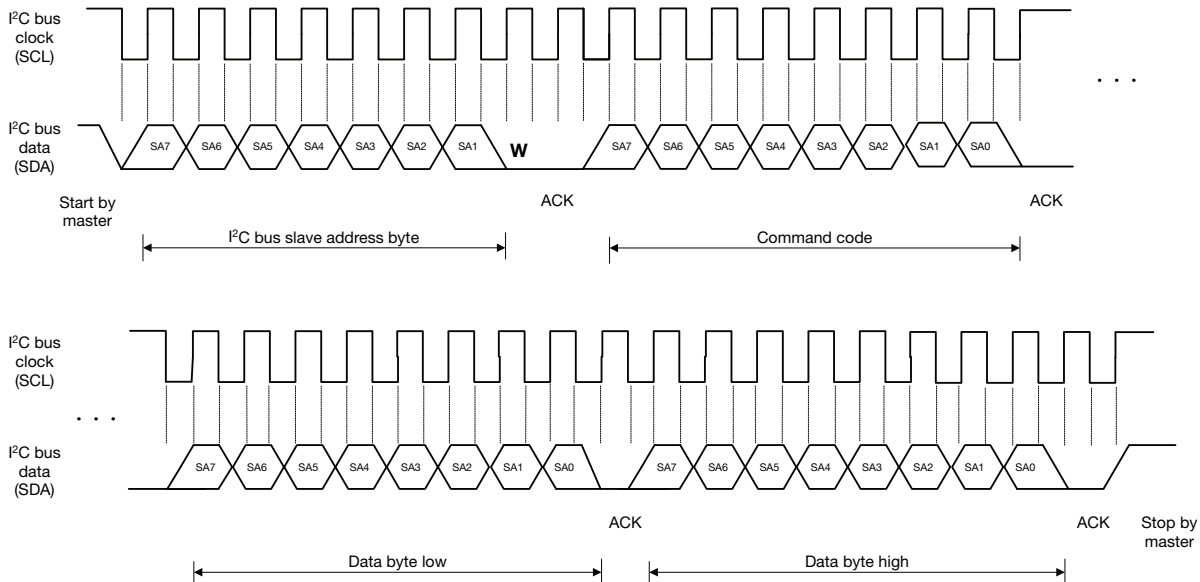 I²C bus
clock
(SCL)
. . .
I²C bus
data
(SDA)
SA7 SA6 SA5 SA4 SA3 SA2 SA1 W SA7 SA6 SA5 SA4 SA3 SA2 SA1 SA0
Start by
master
ACK
ACK
I²C bus slave address byte
Command code
I²C bus
clock
(SCL)
. . .
I²C bus
data
(SDA)
SA7 SA6 SA5 SA4 SA3 SA2 SA1 SA0 SA7 SA6 SA5 SA4 SA3 SA2 SA1 SA0
ACK
ACK
Stop by
master
Data byte low
Data byte high